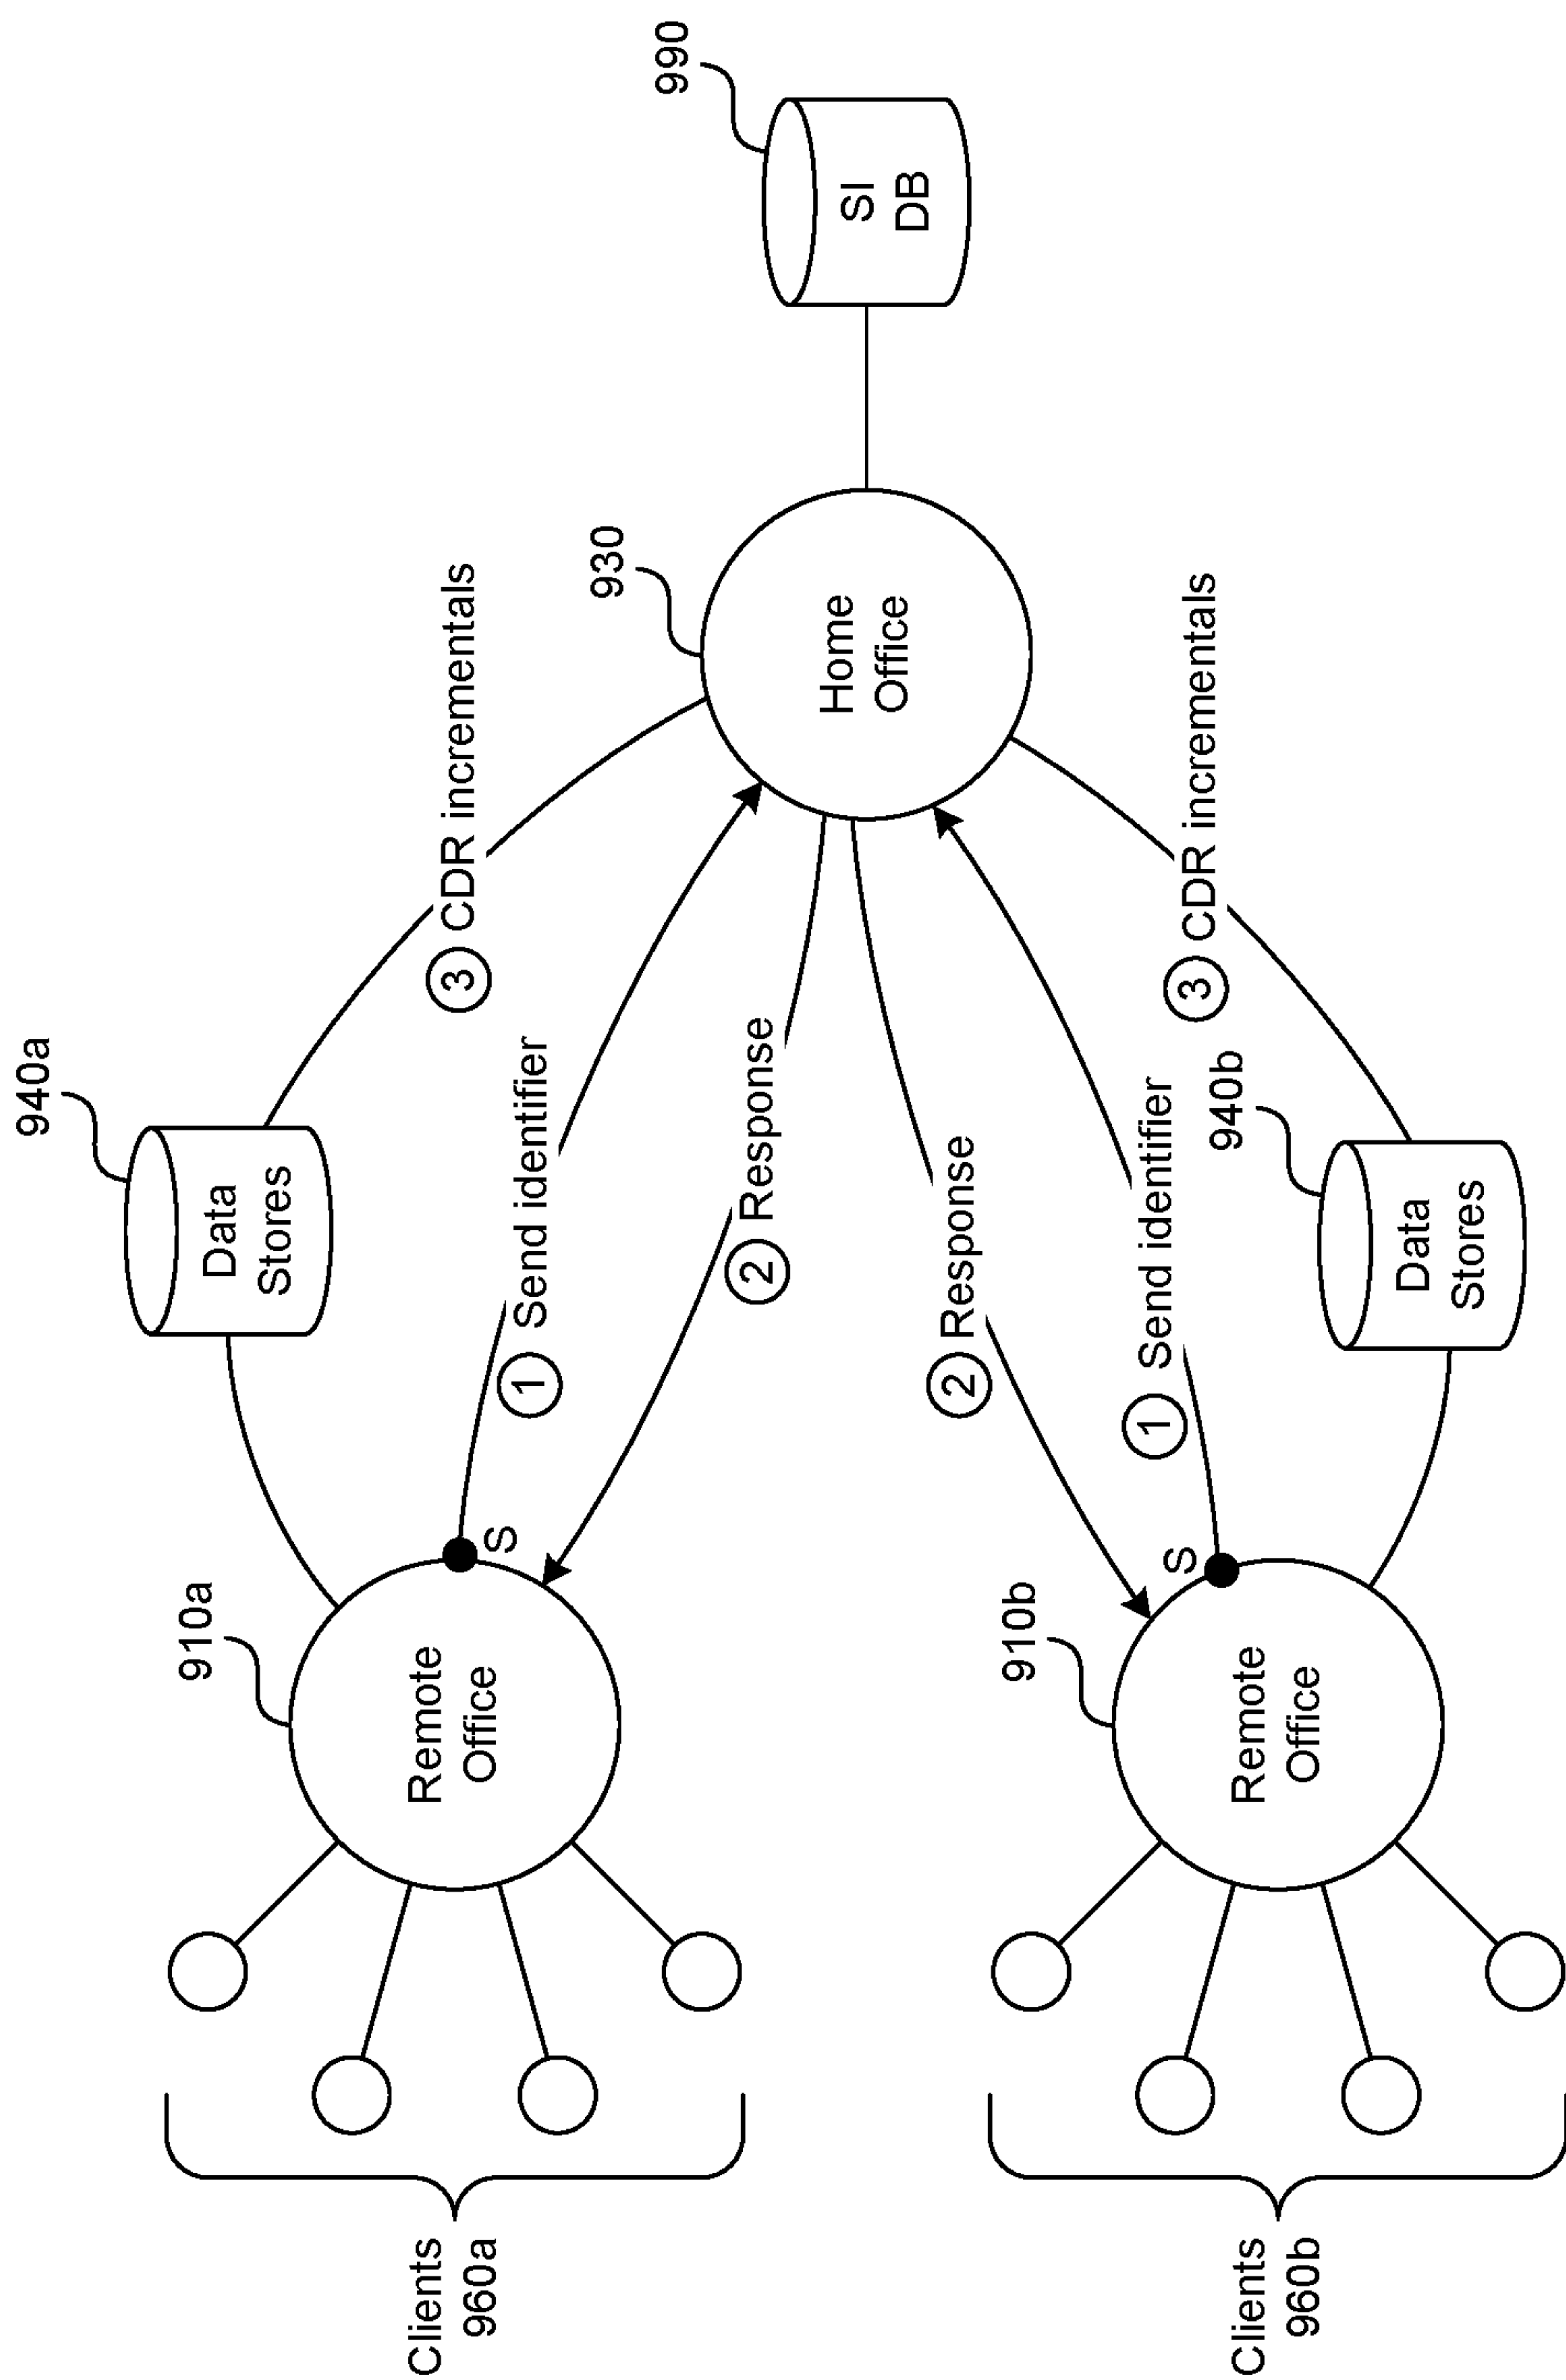 940a
Data
Stores
3 CDR incrementals
910a
Remote
Office
S
1 Send identifier
2 Response
Clients
960a
930
Home
Office
990
SI
DB
2 Response
1 Send identifier
910b
Remote
Office
S
3 CDR incrementals
940b
Data
Stores
Clients
960b